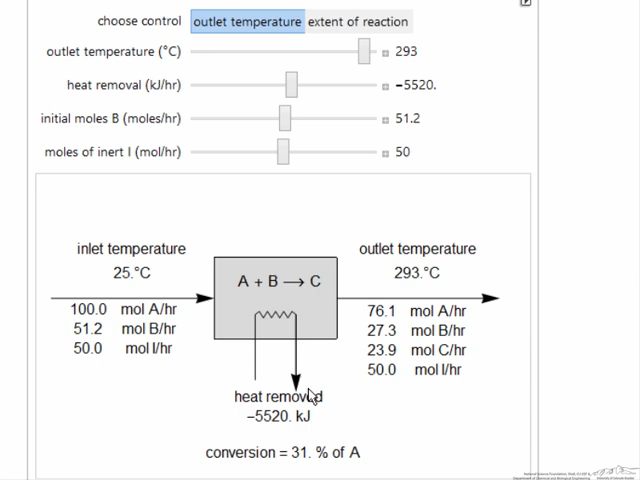 choose control outlet temperature extent of reaction
outlet temperature (°C) 293
heat removal (kJ/hr) −5520.
initial moles B (moles/hr) 51.2
moles of inert I (mol/hr) 50
inlet temperature outlet temperature
25.°C 293.°C
A + B → C
100.0 mol A/hr 76.1 mol A/hr
51.2 mol B/hr 27.3 mol B/hr
50.0 mol I/hr 23.9 mol C/hr
50.0 mol I/hr
heat removed
−5520. kJ
conversion = 31. % of A